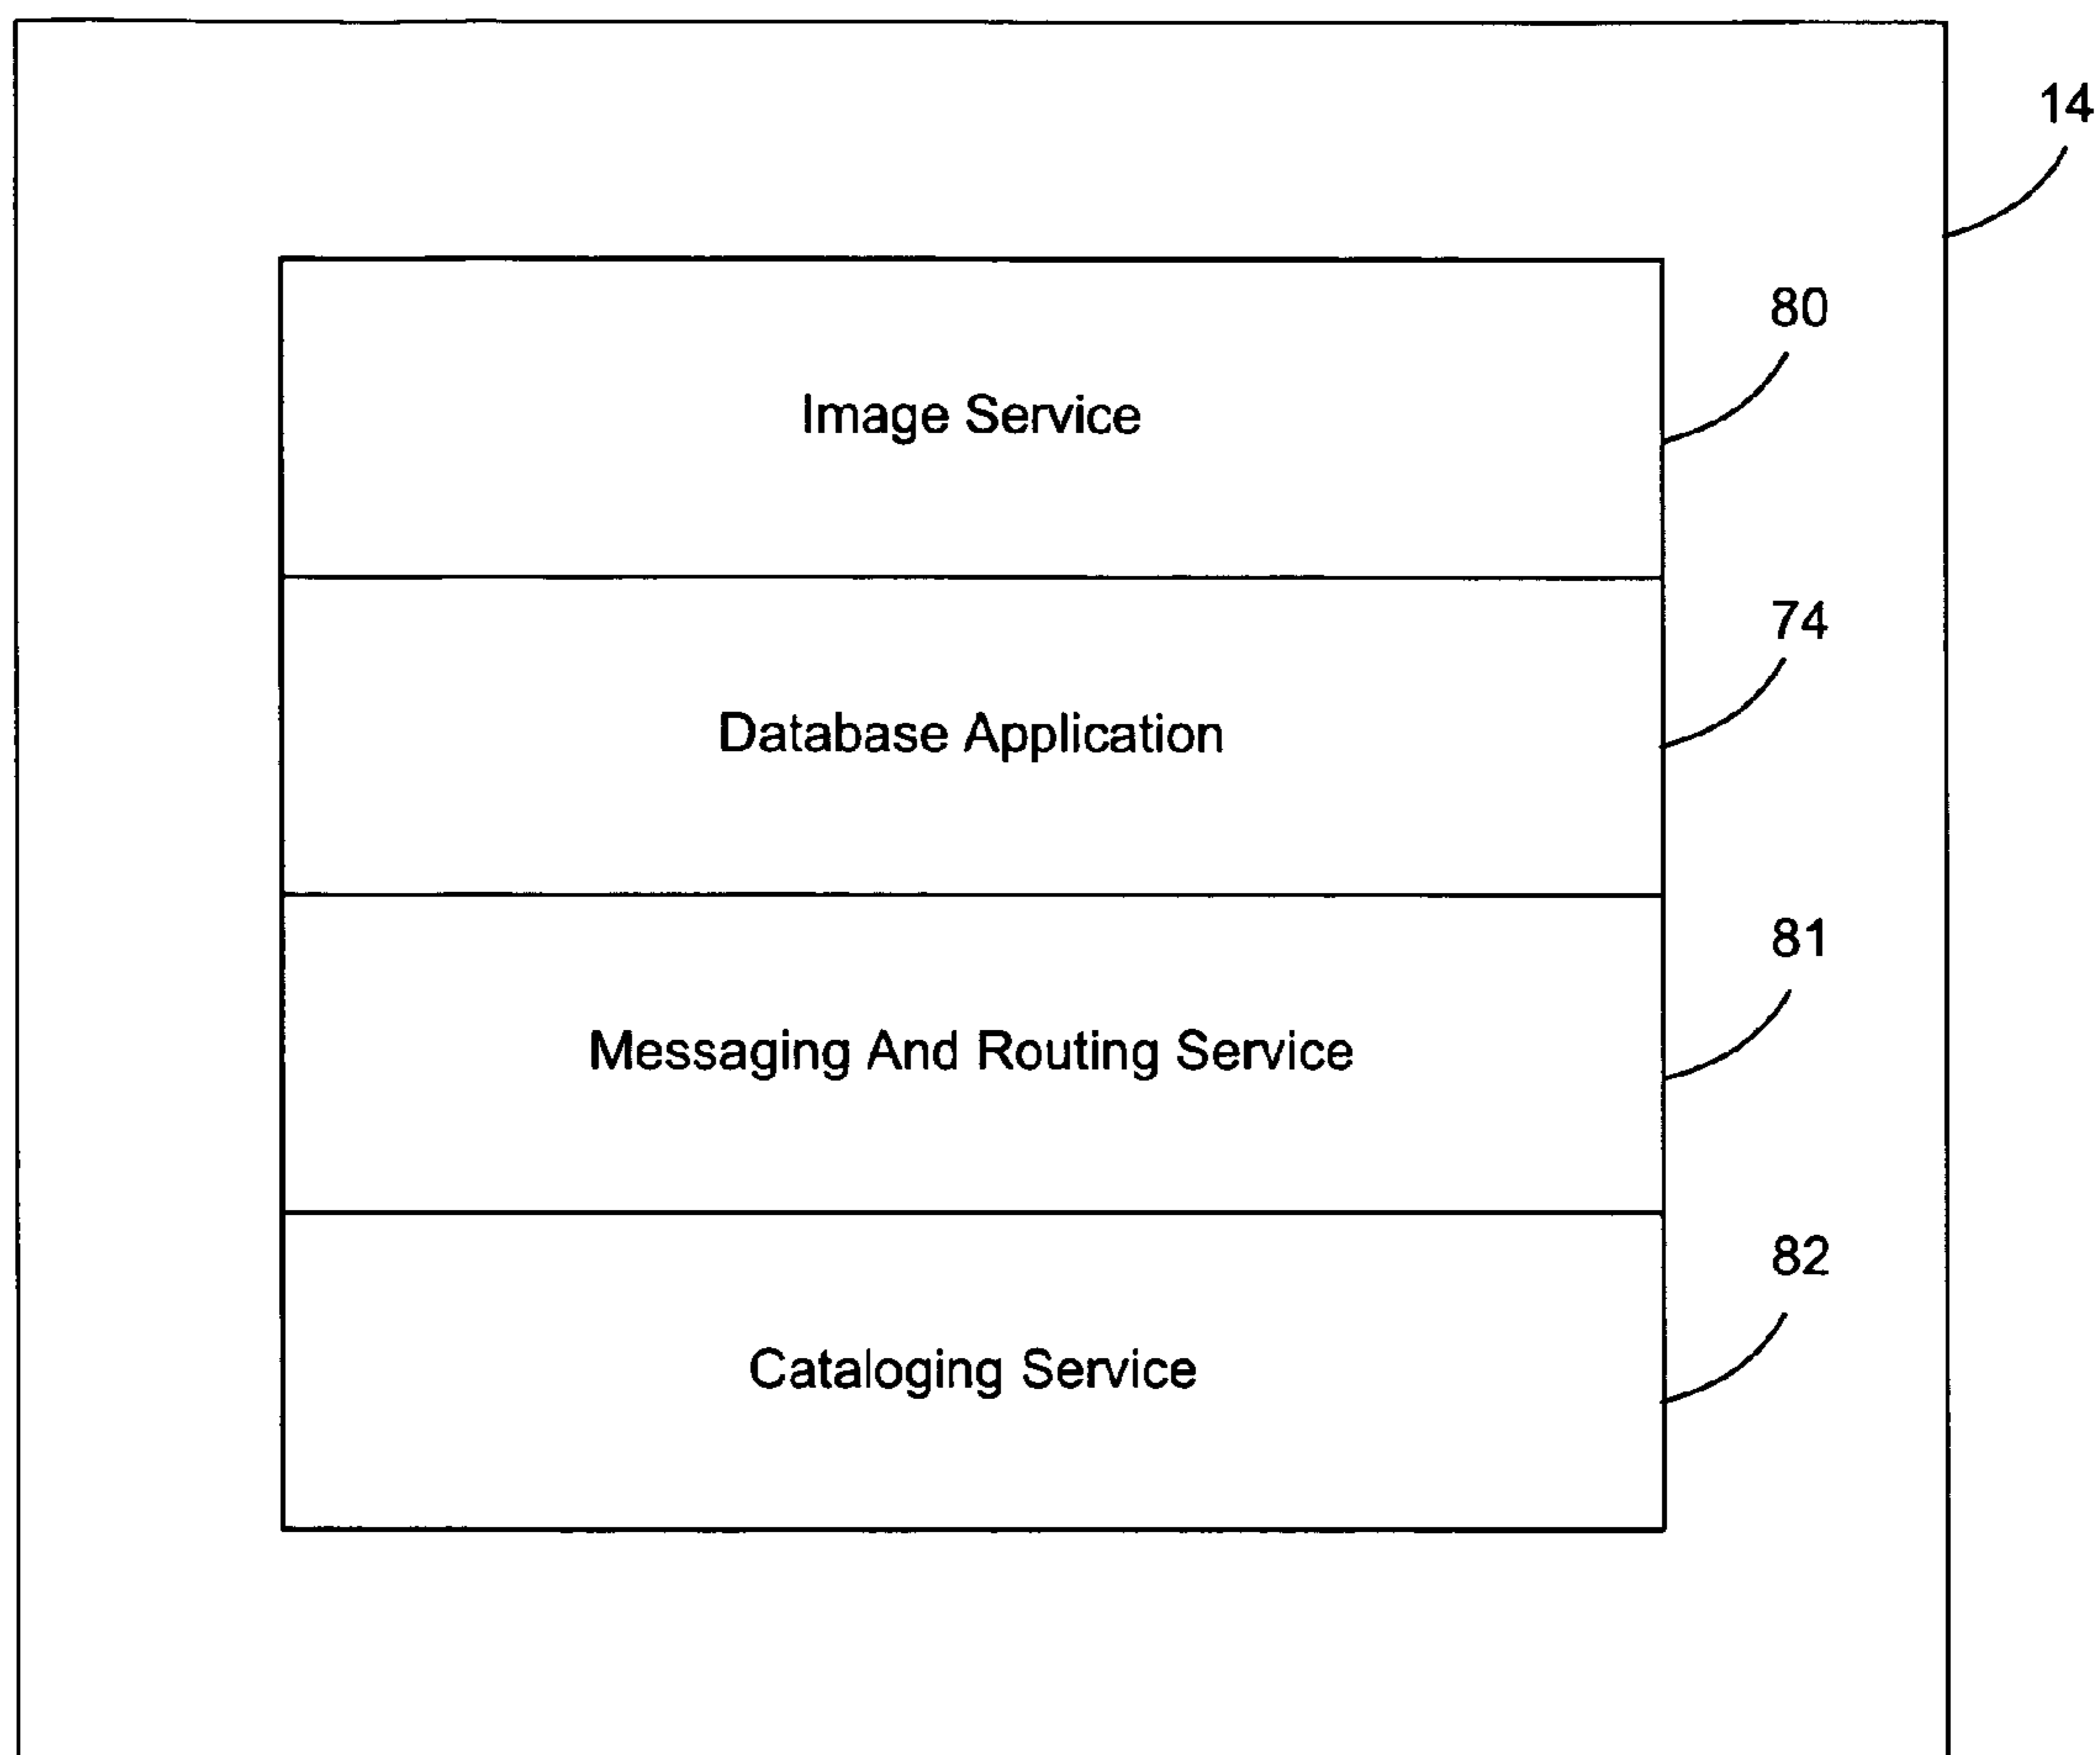 14
80
Image Service
74
Database Application
81
Messaging And Routing Service
82
Cataloging Service